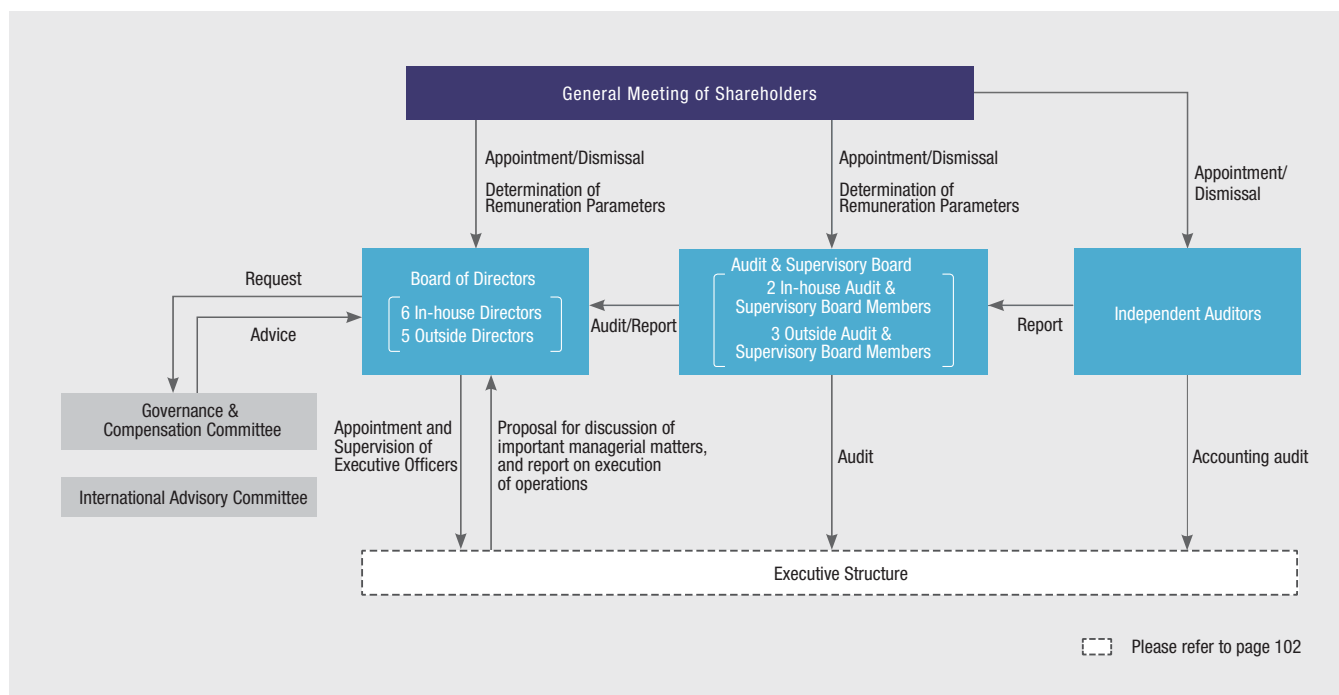 General Meeting of Shareholders
Appointment/Dismissal
Determination of
Remuneration Parameters
Appointment/Dismissal
Determination of
Remuneration Parameters
Appointment/
Dismissal
Request
Advice
Board of Directors
6 In-house Directors
5 Outside Directors
Audit/Report
Audit & Supervisory Board
2 In-house Audit &
Supervisory Board Members
3 Outside Audit &
Supervisory Board Members
Report
Independent Auditors
Governance &
Compensation Committee
International Advisory Committee
Appointment and
Supervision of
Executive Officers
Proposal for discussion of
important managerial matters,
and report on execution
of operations
Audit
Accounting audit
Executive Structure
Please refer to page 102